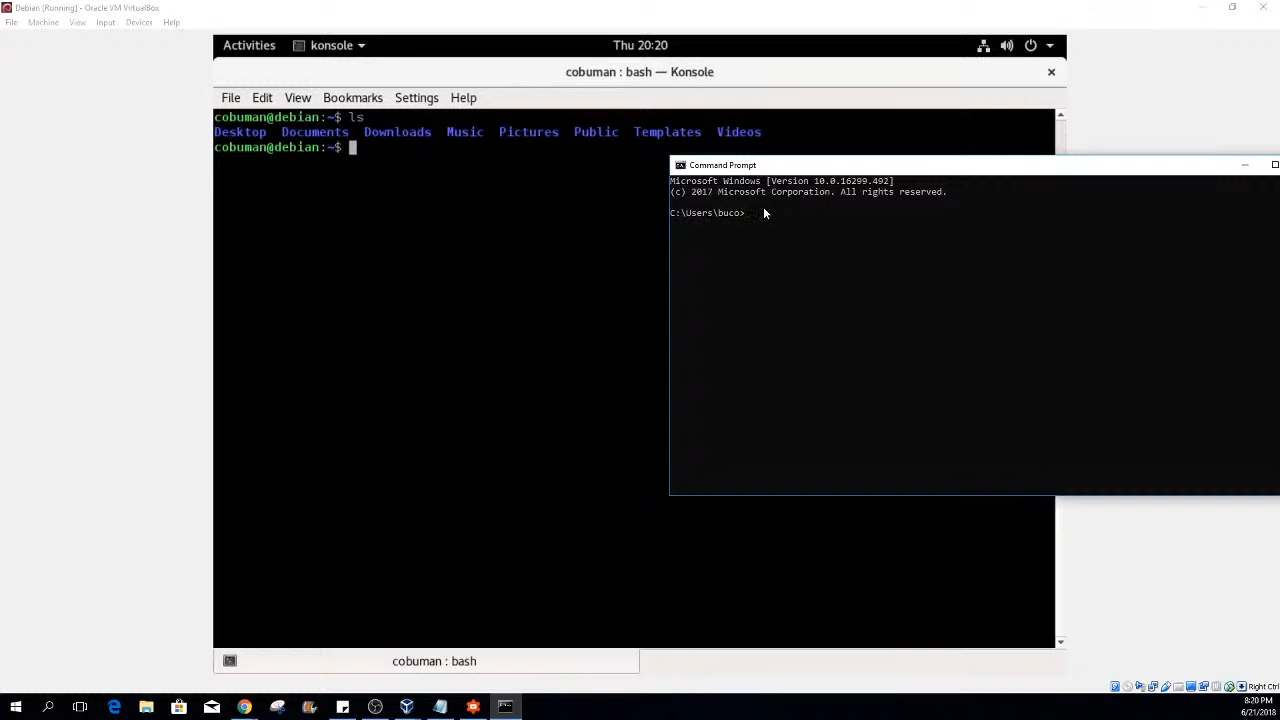 Debian [Running] - Oracle VM VirtualBox
File Machine View Input Devices Help
Activities konsole Thu 20:20
cobuman : bash — Konsole
File Edit View Bookmarks Settings Help
cobuman@debian:~$ ls
Desktop Documents Downloads Music Pictures Public Templates Videos
cobuman@debian:~$
Command Prompt
Microsoft Windows [Version 10.0.16299.492]
(c) 2017 Microsoft Corporation. All rights reserved.
C:\Users\buco>
cobuman : bash
Right Ctrl
8:20 PM
6/21/2018